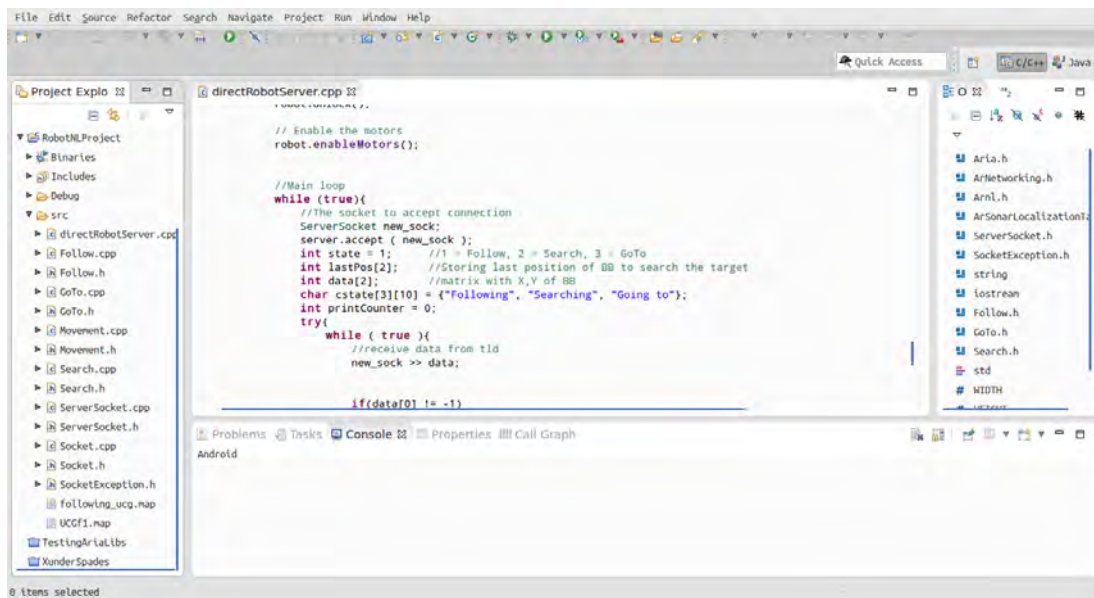 File Edit Source Refactor Search Navigate Project Run Window Help
Quick Access
C/C++
Java
Project Explo
RobotNLProject
Binaries
Includes
Debug
src
directRobotServer.cpp
Follow.cpp
Follow.h
GoTo.cpp
GoTo.h
Movement.cpp
Movement.h
Search.cpp
Search.h
ServerSocket.cpp
ServerSocket.h
Socket.cpp
Socket.h
SocketException.h
following_ucg.map
UCGf1.map
TestingAriaLibs
XunderSpades
directRobotServer.cpp
robot.unlock();
// Enable the motors
robot.enableMotors();
//Main loop
while (true){
//The socket to accept connection
ServerSocket new_sock;
server.accept ( new_sock );
int state = 1; //1 = Follow, 2 = Search, 3 = GoTo
int lastPos[2]; //Storing last position of BB to search the target
int data[2]; //matrix with X,Y of BB
char cstate[3][10] = {"Following", "Searching", "Going to"};
int printCounter = 0;
try{
while ( true ){
//receive data from tld
new_sock >> data;
if(data[0] != -1)
O
Aria.h
ArNetworking.h
Arnl.h
ArSonarLocalizationTa
ServerSocket.h
SocketException.h
string
iostream
Follow.h
GoTo.h
Search.h
std
WIDTH
HEIGHT
Problems Tasks Console Properties Call Graph
Android
0 items selected